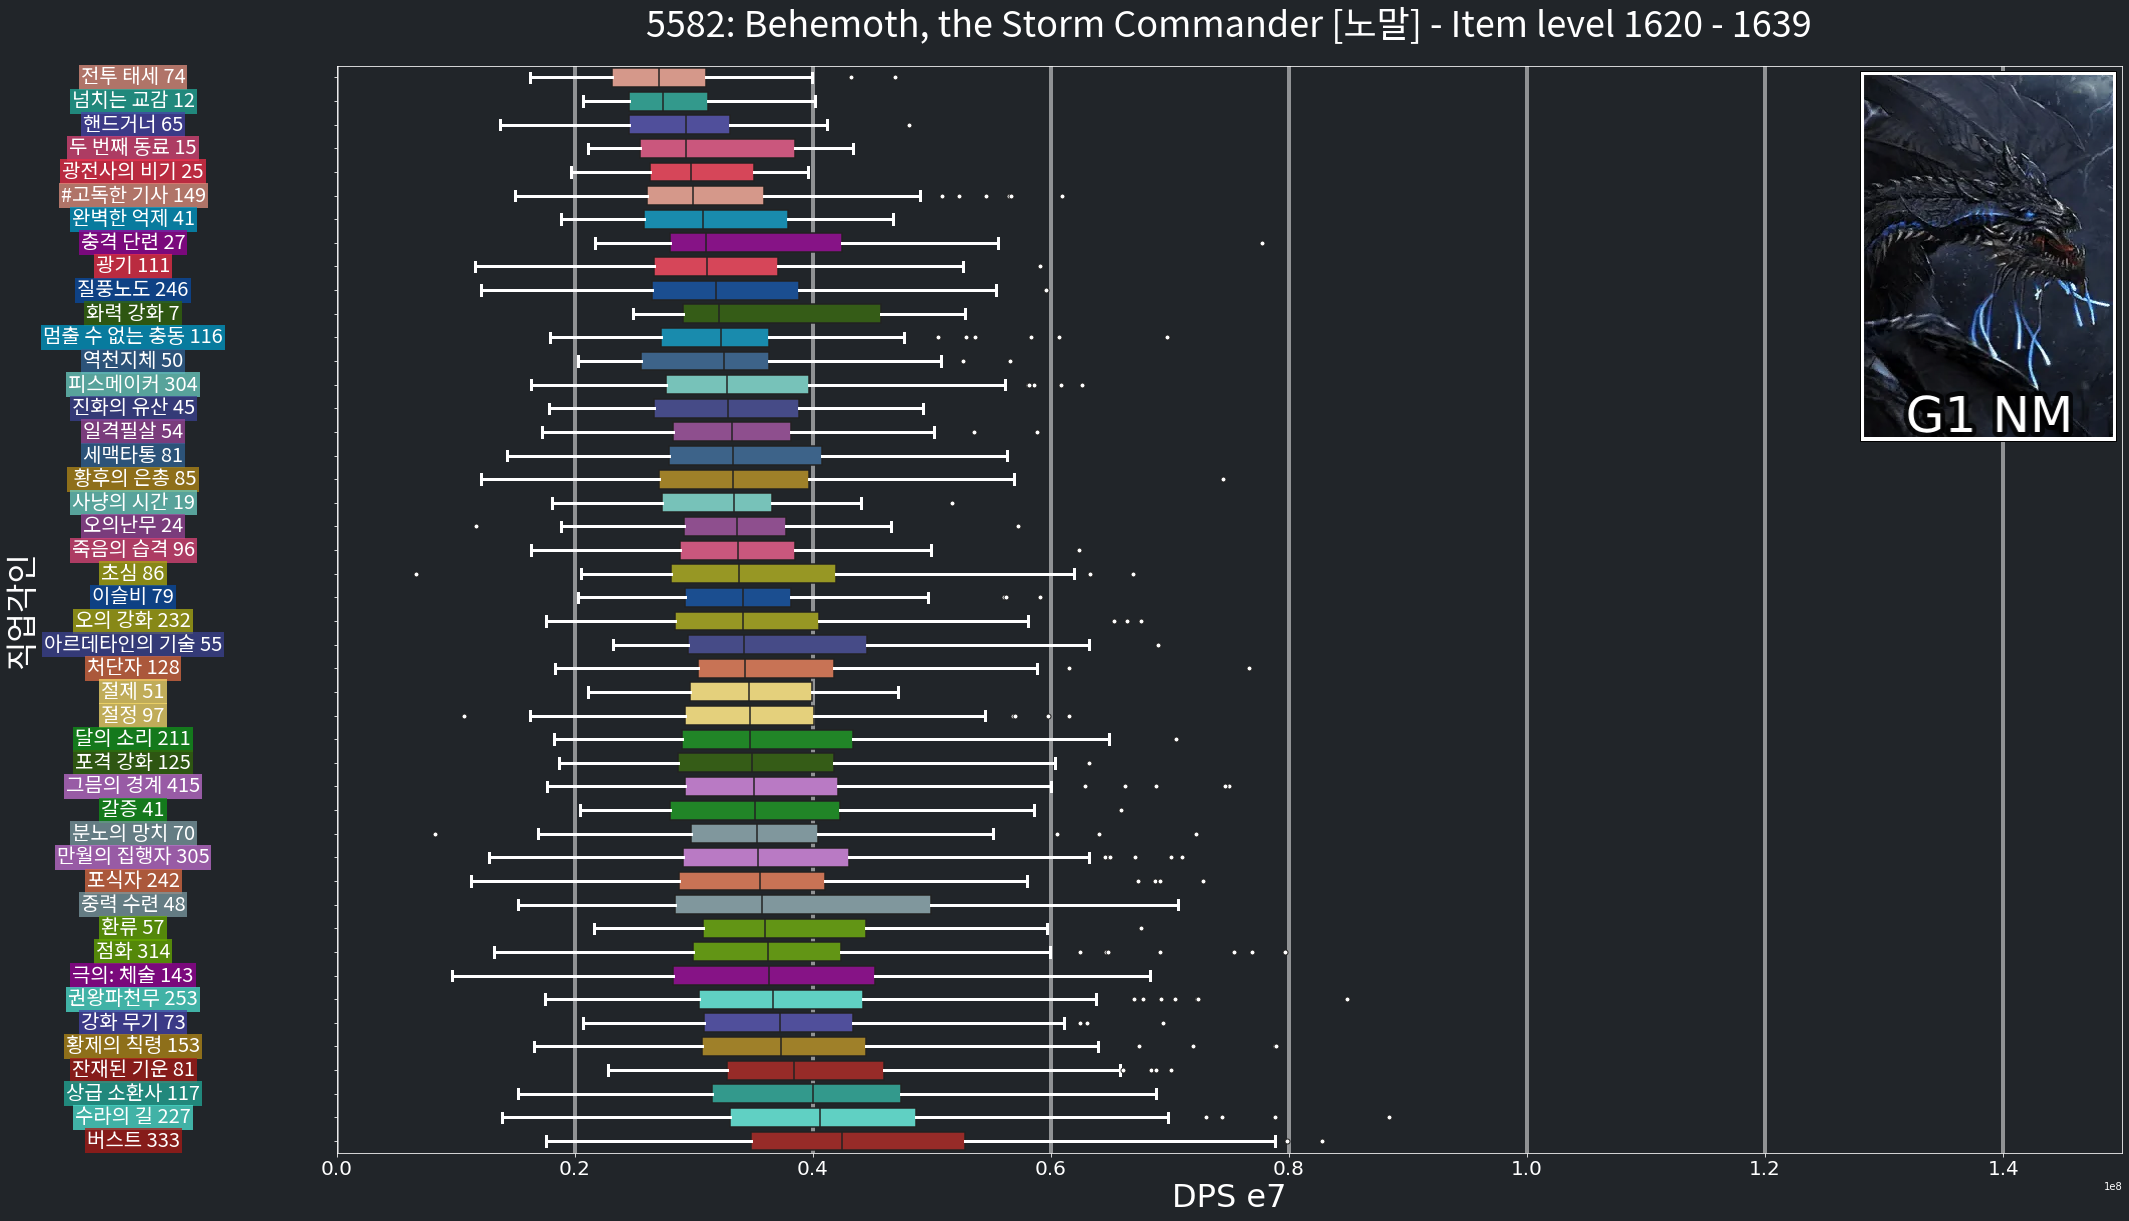 5582: Behemoth, the Storm Commander [노말] - Item level 1620 - 1639
전투 태세 74
넘치는 교감 12
핸드거너 65
두 번째 동료 15
광전사의 비기 25
#고독한 기사 149
완벽한 억제 41
충격 단련 27
광기 111
질풍노도 246
화력 강화 7
멈출 수 없는 충동 116
역천지체 50
피스메이커 304
진화의 유산 45
일격필살 54
세맥타통 81
황후의 은총 85
사냥의 시간 19
오의난무 24
죽음의 습격 96
초심 86
이슬비 79
오의 강화 232
아르데타인의 기술 55
처단자 128
절제 51
절정 97
달의 소리 211
포격 강화 125
그믐의 경계 415
갈증 41
분노의 망치 70
만월의 집행자 305
포식자 242
중력 수련 48
환류 57
점화 314
극의: 체술 143
권왕파천무 253
강화 무기 73
황제의 칙령 153
잔재된 기운 81
상급 소환사 117
수라의 길 227
버스트 333
직업각인
G1 NM
0.0 0.2 0.4 0.6 0.8 1.0 1.2 1.4
1e8
DPS e7